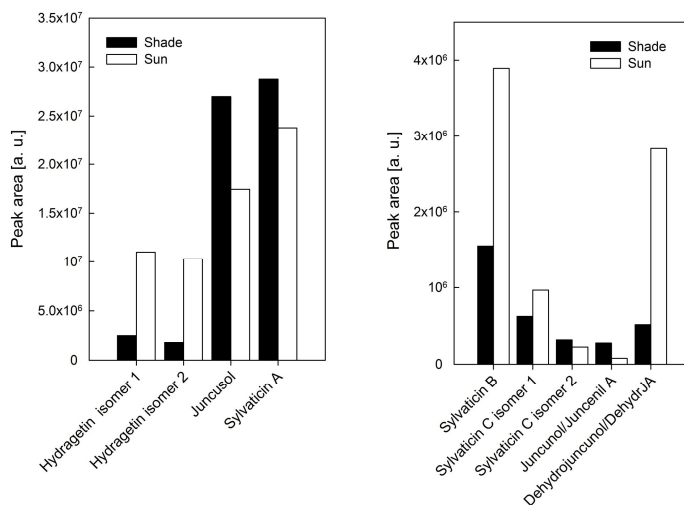 3.5x10⁷
3.0x10⁷
2.5x10⁷
2.0x10⁷
1.5x10⁷
10⁷
5.0x10⁶
0
Peak area [a. u.]
Shade
Sun
Hydragetin isomer 1
Hydragetin isomer 2
Juncusol
Sylvaticin A
4x10⁶
3x10⁶
2x10⁶
10⁶
0
Peak area [a. u.]
Shade
Sun
Sylvaticin B
Sylvaticin C isomer 1
Sylvaticin C isomer 2
Juncunol/Juncenil A
Dehydrojuncunol/DehydrJA